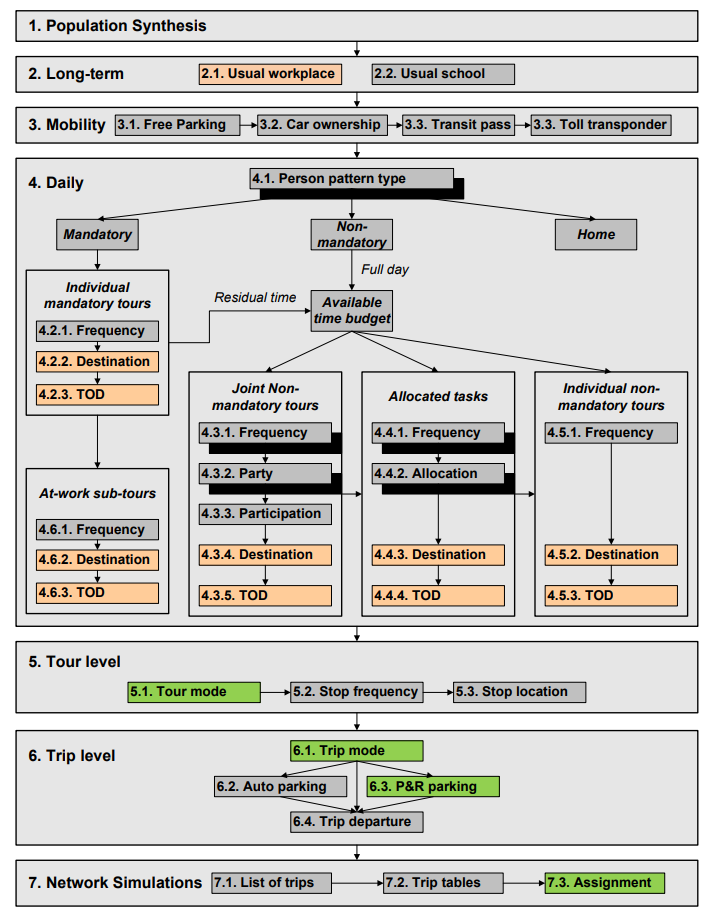 1. Population Synthesis
2. Long-term
2.1. Usual workplace
2.2. Usual school
3. Mobility
3.1. Free Parking
3.2. Car ownership
3.3. Transit pass
3.3. Toll transponder
4. Daily
4.1. Person pattern type
Mandatory
Non-
mandatory
Home
Full day
Individual
mandatory tours
4.2.1. Frequency
4.2.2. Destination
4.2.3. TOD
Residual time
Available
time budget
Joint Non-
mandatory tours
4.3.1. Frequency
4.3.2. Party
4.3.3. Participation
4.3.4. Destination
4.3.5. TOD
Allocated tasks
4.4.1. Frequency
4.4.2. Allocation
4.4.3. Destination
4.4.4. TOD
Individual non-
mandatory tours
4.5.1. Frequency
4.5.2. Destination
4.5.3. TOD
At-work sub-tours
4.6.1. Frequency
4.6.2. Destination
4.6.3. TOD
5. Tour level
5.1. Tour mode
5.2. Stop frequency
5.3. Stop location
6. Trip level
6.1. Trip mode
6.2. Auto parking
6.3. P&R parking
6.4. Trip departure
7. Network Simulations
7.1. List of trips
7.2. Trip tables
7.3. Assignment